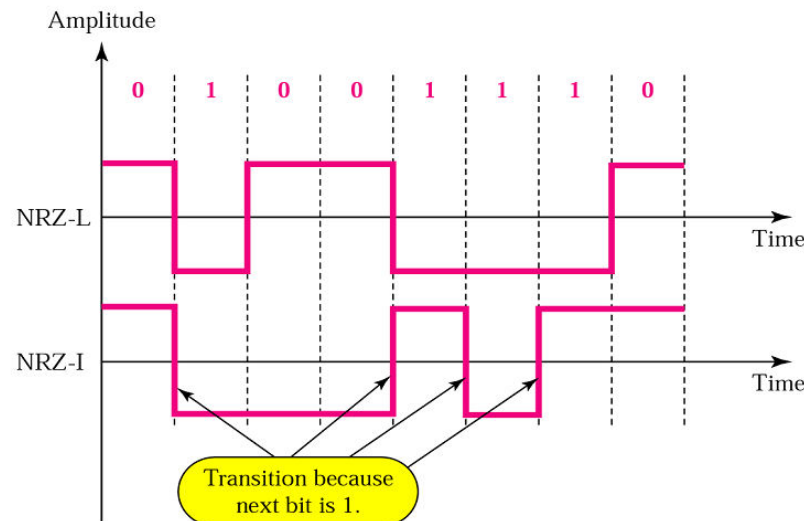 Amplitude
0 1 0 0 1 1 1 0
NRZ-L
Time
NRZ-I
Time
Transition because
next bit is 1.